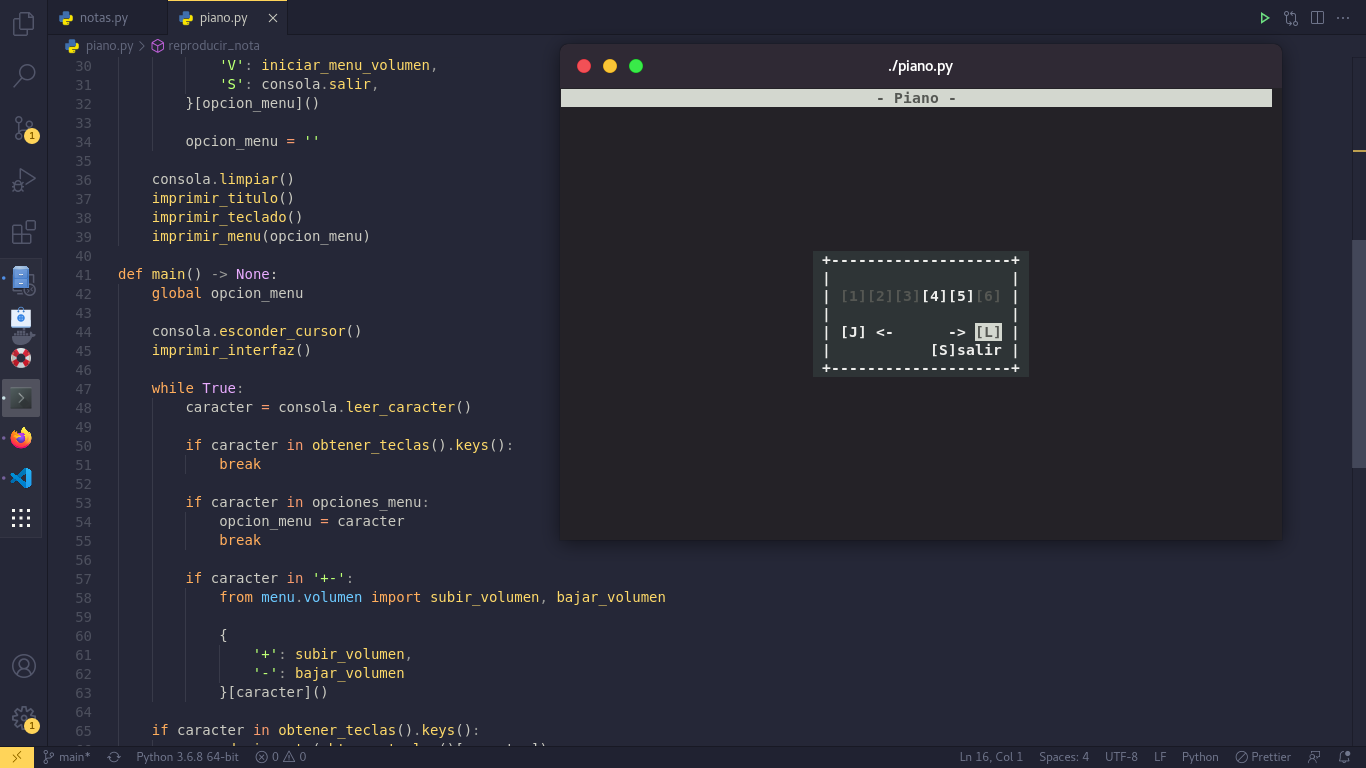 notas.py
piano.py
piano.py > reproducir_nota
30 'V': iniciar_menu_volumen,
31 'S': consola.salir,
32 }[opcion_menu]()
33
34 opcion_menu = ''
35
36 consola.limpiar()
37 imprimir_titulo()
38 imprimir_teclado()
39 imprimir_menu(opcion_menu)
40
41 def main() -> None:
42 global opcion_menu
43
44 consola.esconder_cursor()
45 imprimir_interfaz()
46
47 while True:
48 caracter = consola.leer_caracter()
49
50 if caracter in obtener_teclas().keys():
51 break
52
53 if caracter in opciones_menu:
54 opcion_menu = caracter
55 break
56
57 if caracter in '+-':
58 from menu.volumen import subir_volumen, bajar_volumen
59
60 {
61 '+': subir_volumen,
62 '-': bajar_volumen
63 }[caracter]()
64
65 if caracter in obtener_teclas().keys():
./piano.py
- Piano -
+--------------------+
| |
| [1][2][3][4][5][6] |
| |
| [J] <- -> [L] |
| [S]salir |
+--------------------+
1
1
main*
Python 3.6.8 64-bit
0
0
Ln 16, Col 1
Spaces: 4
UTF-8
LF
Python
Prettier